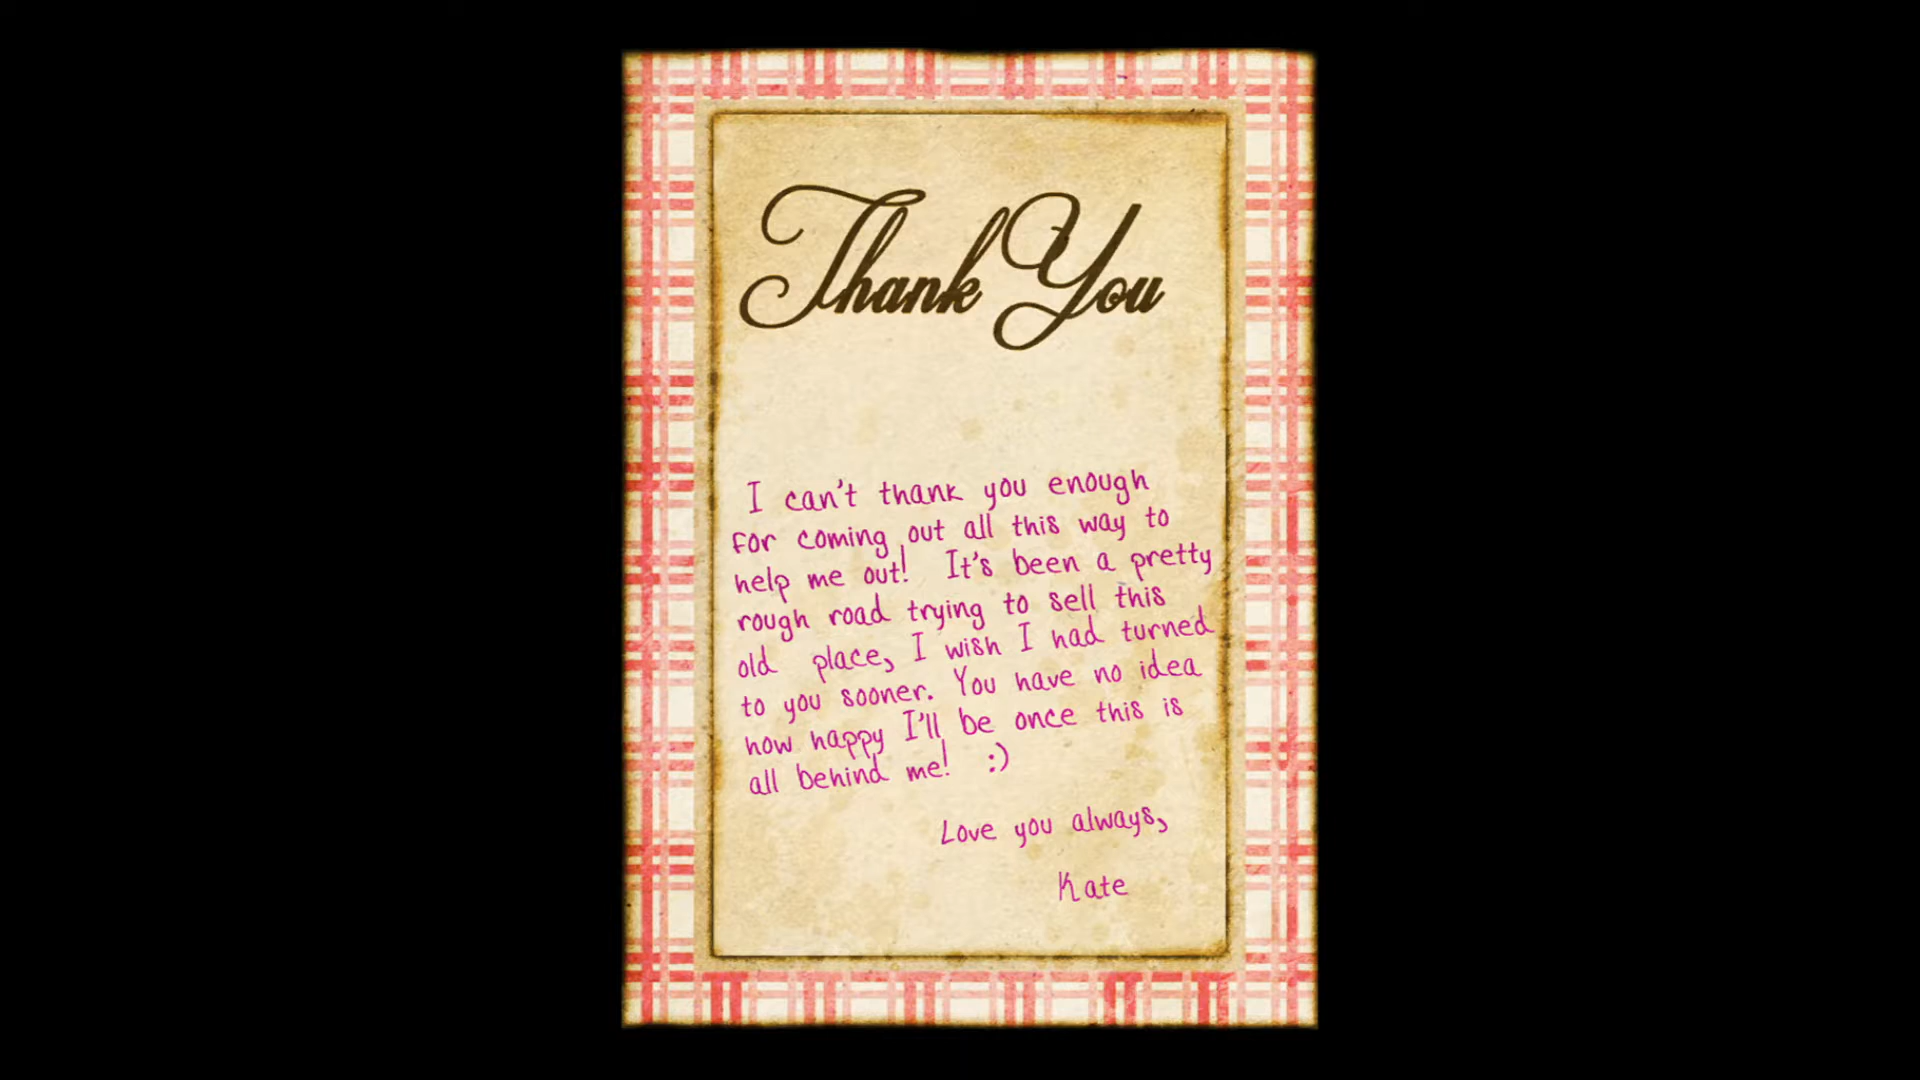 Thank You
I can't thank you enough
for coming out all this way to
help me out! It's been a pretty
rough road trying to sell this
old place, I wish I had turned
to you sooner. You have no idea
how happy I'll be once this is
all behind me! :)
Love you always,
Kate